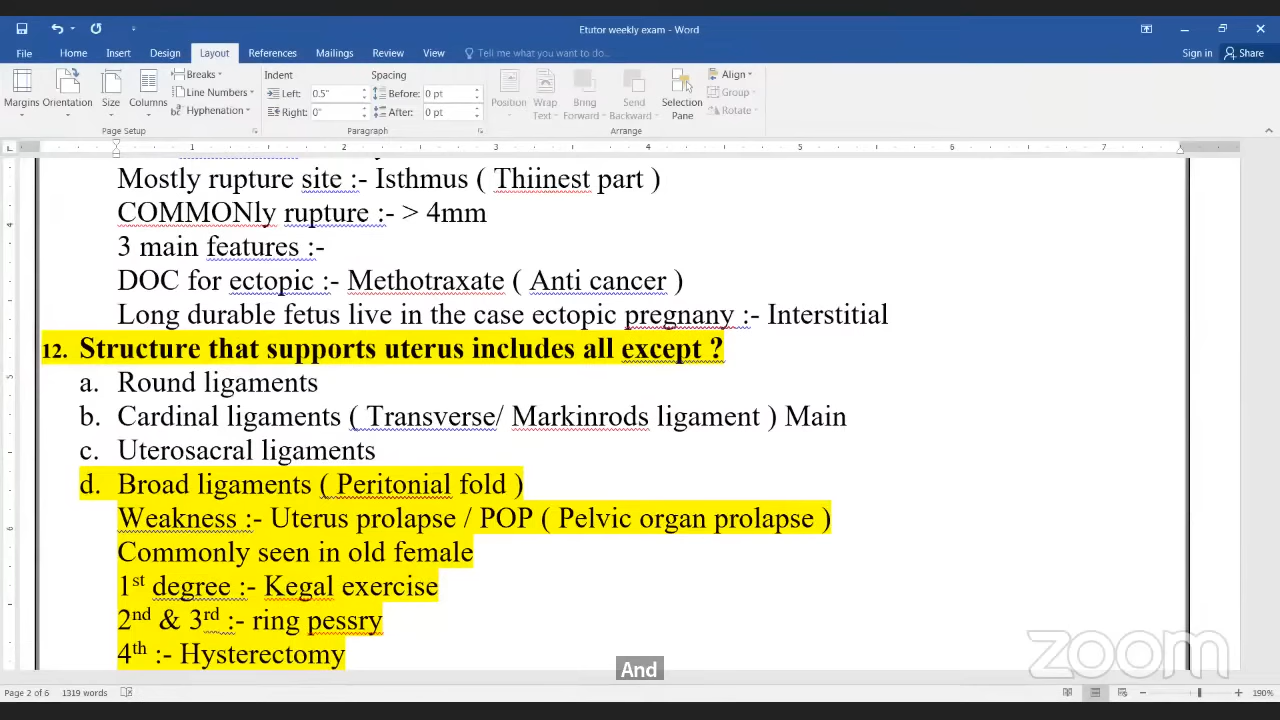 Etutor weekly exam - Word
File Home Insert Design Layout References Mailings Review View Tell me what you want to do... Sign in Share
Margins Orientation Size Columns Breaks Line Numbers Hyphenation
Page Setup
Indent Spacing
Left: 0.5" Before: 0 pt
Right: 0" After: 0 pt
Paragraph
Position Wrap Text Bring Forward Send Backward Selection Pane Align Group Rotate
Arrange
1 2 3 4 5 6 7
Mostly rupture site :- Isthmus ( Thiinest part )
COMMONly rupture :- > 4mm
3 main features :-
DOC for ectopic :- Methotraxate ( Anti cancer )
Long durable fetus live in the case ectopic pregnany :- Interstitial
12. Structure that supports uterus includes all except ?
a. Round ligaments
b. Cardinal ligaments ( Transverse/ Markinrods ligament ) Main
c. Uterosacral ligaments
d. Broad ligaments ( Peritonial fold )
Weakness :- Uterus prolapse / POP ( Pelvic organ prolapse )
Commonly seen in old female
1st degree :- Kegal exercise
2nd & 3rd :- ring pessry
4th :- Hysterectomy
And
zoom
Page 2 of 6 1319 words 190%